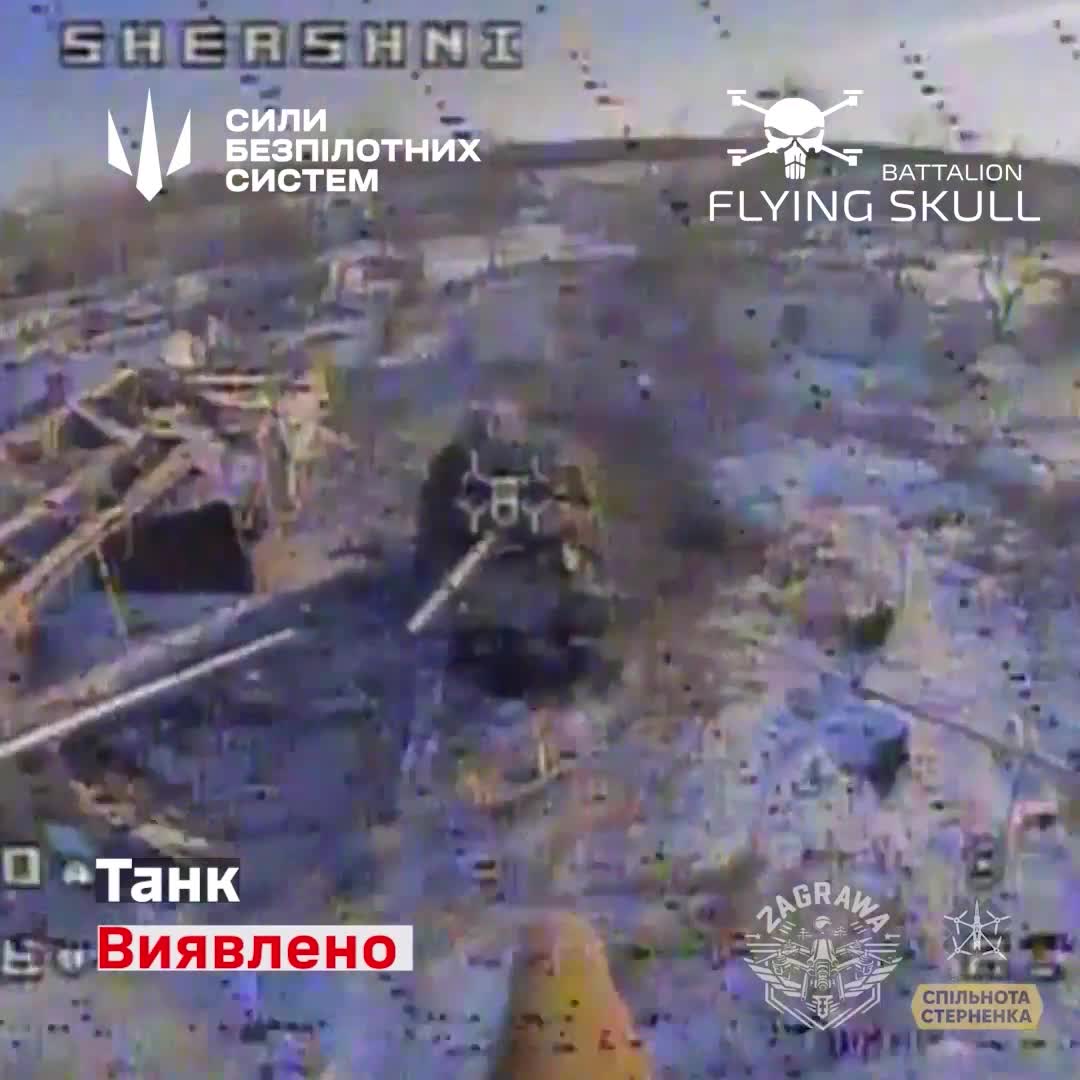 SHERSHNI
СИЛИ
БЕЗПІЛОТНИХ
СИСТЕМ
BATTALION
FLYING SKULL
Танк
Виявлено
ZAGRAWA
СПІЛЬНОТА
СТЕРНЕНКА